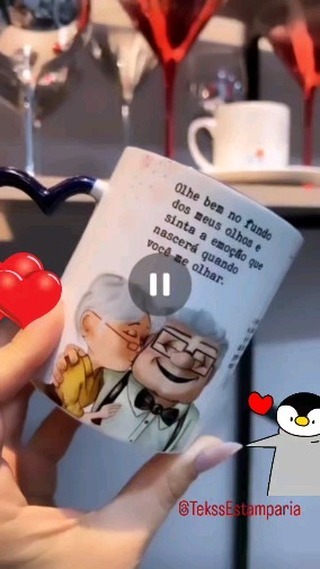 Olhe bem no fundo
dos meus olhos e
sinta a emoção que
nascerá quando
você me olhar.
@TekssEstamparia